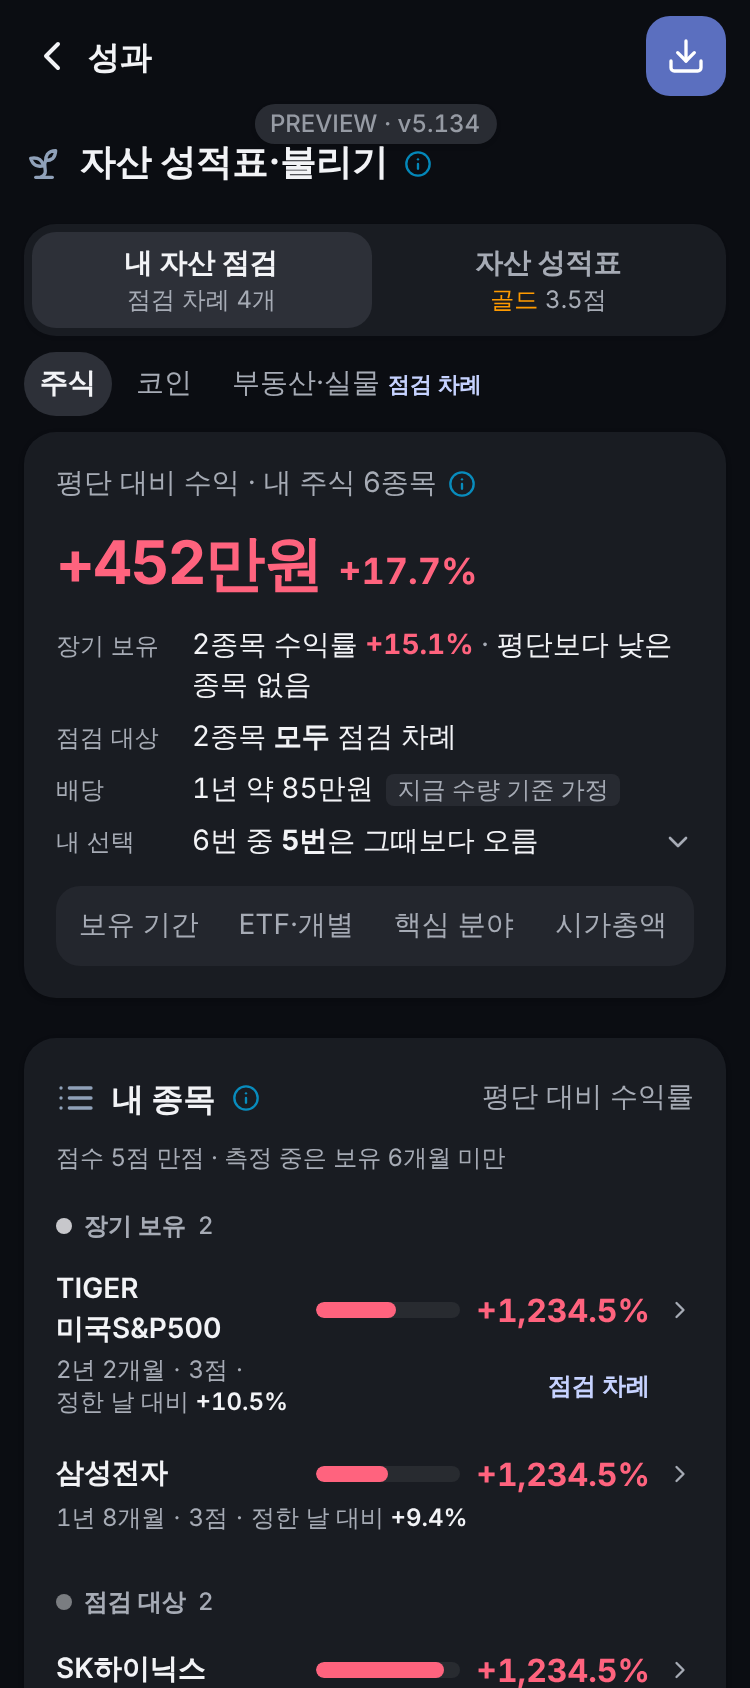 성과
PREVIEW · v5.134
자산 성적표·불리기
내 자산 점검
점검 차례 4개
자산 성적표
골드 3.5점
주식 코인 부동산·실물 점검 차례
평단 대비 수익 · 내 주식 6종목
+452만원 +17.7%
장기 보유 2종목 수익률 +15.1% · 평단보다 낮은
종목 없음
점검 대상 2종목 모두 점검 차례
배당 1년 약 85만원 지금 수량 기준 가정
내 선택 6번 중 5번은 그때보다 오름
보유 기간 ETF·개별 핵심 분야 시가총액
내 종목 평단 대비 수익률
점수 5점 만점 · 측정 중은 보유 6개월 미만
장기 보유 2
TIGER
미국S&P500
+1,234.5%
2년 2개월 · 3점 ·
정한 날 대비 +10.5%
점검 차례
삼성전자 +1,234.5%
1년 8개월 · 3점 · 정한 날 대비 +9.4%
점검 대상 2
SK하이닉스 +1,234.5%